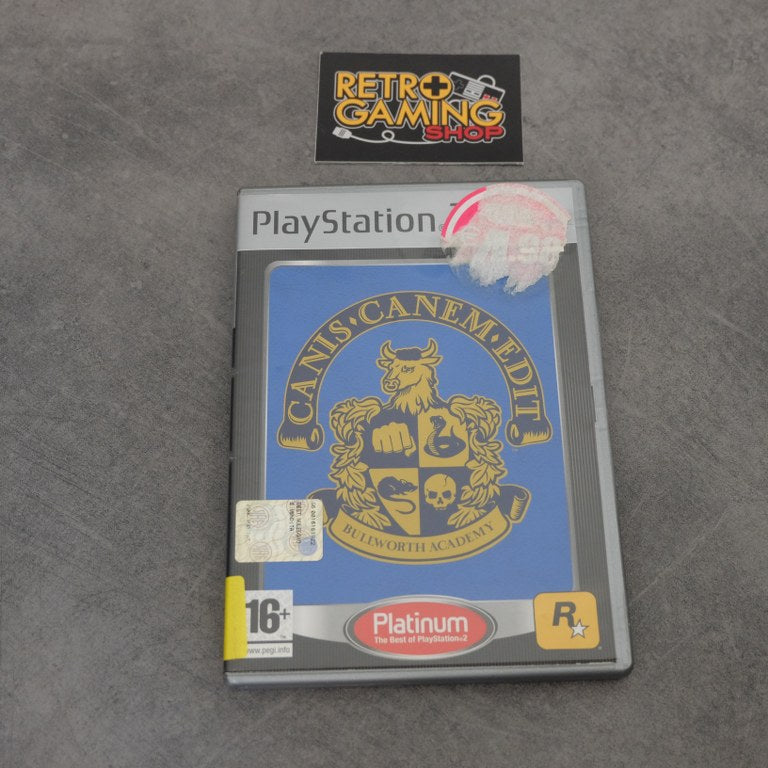 RETRO
GAMING
SHOP
PlayStation
CANIS·CANEM·EDIT
BULLWORTH ACADEMY
16+
www.pegi.info
Platinum
The Best of PlayStation®2
R